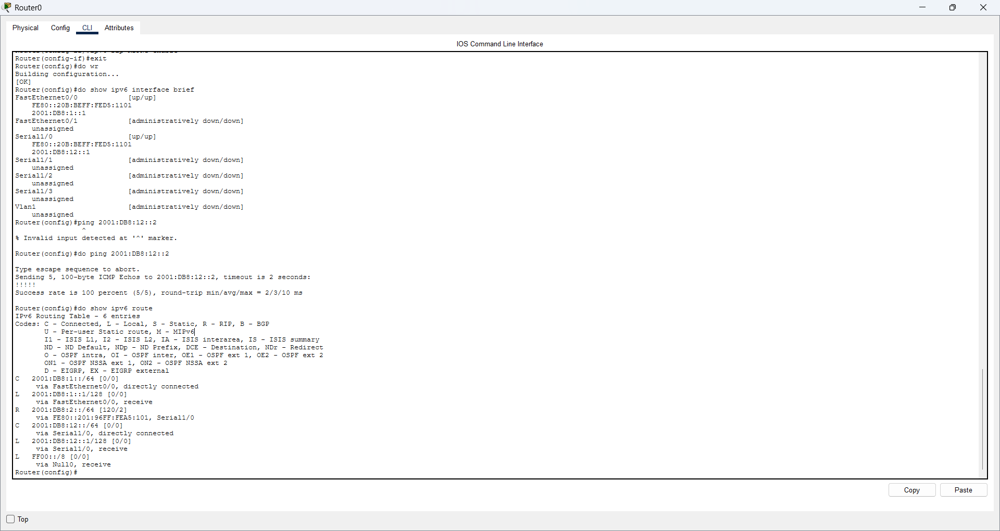 Router0
Physical Config CLI Attributes
IOS Command Line Interface
Router(config-if)#exit
Router(config)#do wr
Building configuration...
[OK]
Router(config)#do show ipv6 interface brief
FastEthernet0/0 [up/up]
FE80::20B:BEFF:FED5:1101
2001:DB8:1::1
FastEthernet0/1 [administratively down/down]
unassigned
Serial1/0 [up/up]
FE80::20B:BEFF:FED5:1101
2001:DB8:12::1
Serial1/1 [administratively down/down]
unassigned
Serial1/2 [administratively down/down]
unassigned
Serial1/3 [administratively down/down]
unassigned
Vlan1 [administratively down/down]
unassigned
Router(config)#ping 2001:DB8:12::2
^
% Invalid input detected at '^' marker.
Router(config)#do ping 2001:DB8:12::2
Type escape sequence to abort.
Sending 5, 100-byte ICMP Echos to 2001:DB8:12::2, timeout is 2 seconds:
!!!!!
Success rate is 100 percent (5/5), round-trip min/avg/max = 2/3/10 ms
Router(config)#do show ipv6 route
IPv6 Routing Table - 6 entries
Codes: C - Connected, L - Local, S - Static, R - RIP, B - BGP
U - Per-user Static route, M - MIPv6
I1 - ISIS L1, I2 - ISIS L2, IA - ISIS interarea, IS - ISIS summary
ND - ND Default, NDp - ND Prefix, DCE - Destination, NDr - Redirect
O - OSPF intra, OI - OSPF inter, OE1 - OSPF ext 1, OE2 - OSPF ext 2
ON1 - OSPF NSSA ext 1, ON2 - OSPF NSSA ext 2
D - EIGRP, EX - EIGRP external
C 2001:DB8:1::/64 [0/0]
via FastEthernet0/0, directly connected
L 2001:DB8:1::1/128 [0/0]
via FastEthernet0/0, receive
R 2001:DB8:2::/64 [120/2]
via FE80::201:96FF:FEA5:101, Serial1/0
C 2001:DB8:12::/64 [0/0]
via Serial1/0, directly connected
L 2001:DB8:12::1/128 [0/0]
via Serial1/0, receive
L FF00::/8 [0/0]
via Null0, receive
Router(config)#
Copy Paste
Top